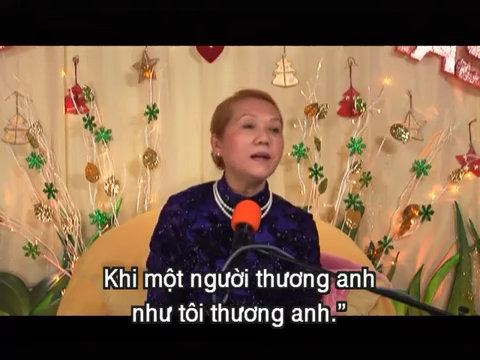 Khi một người thương anh
như tôi thương anh.”